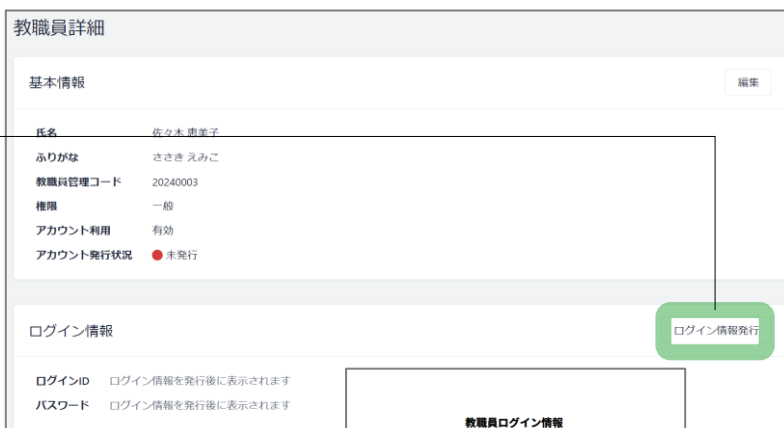 教職員詳細
基本情報
編集
氏名 佐々木 恵美子
ふりがな ささき えみこ
教職員管理コード 20240003
権限 一般
アカウント利用 有効
アカウント発行状況 未発行
ログイン情報
ログイン情報発行
ログインID ログイン情報を発行後に表示されます
パスワード ログイン情報を発行後に表示されます
教職員ログイン情報